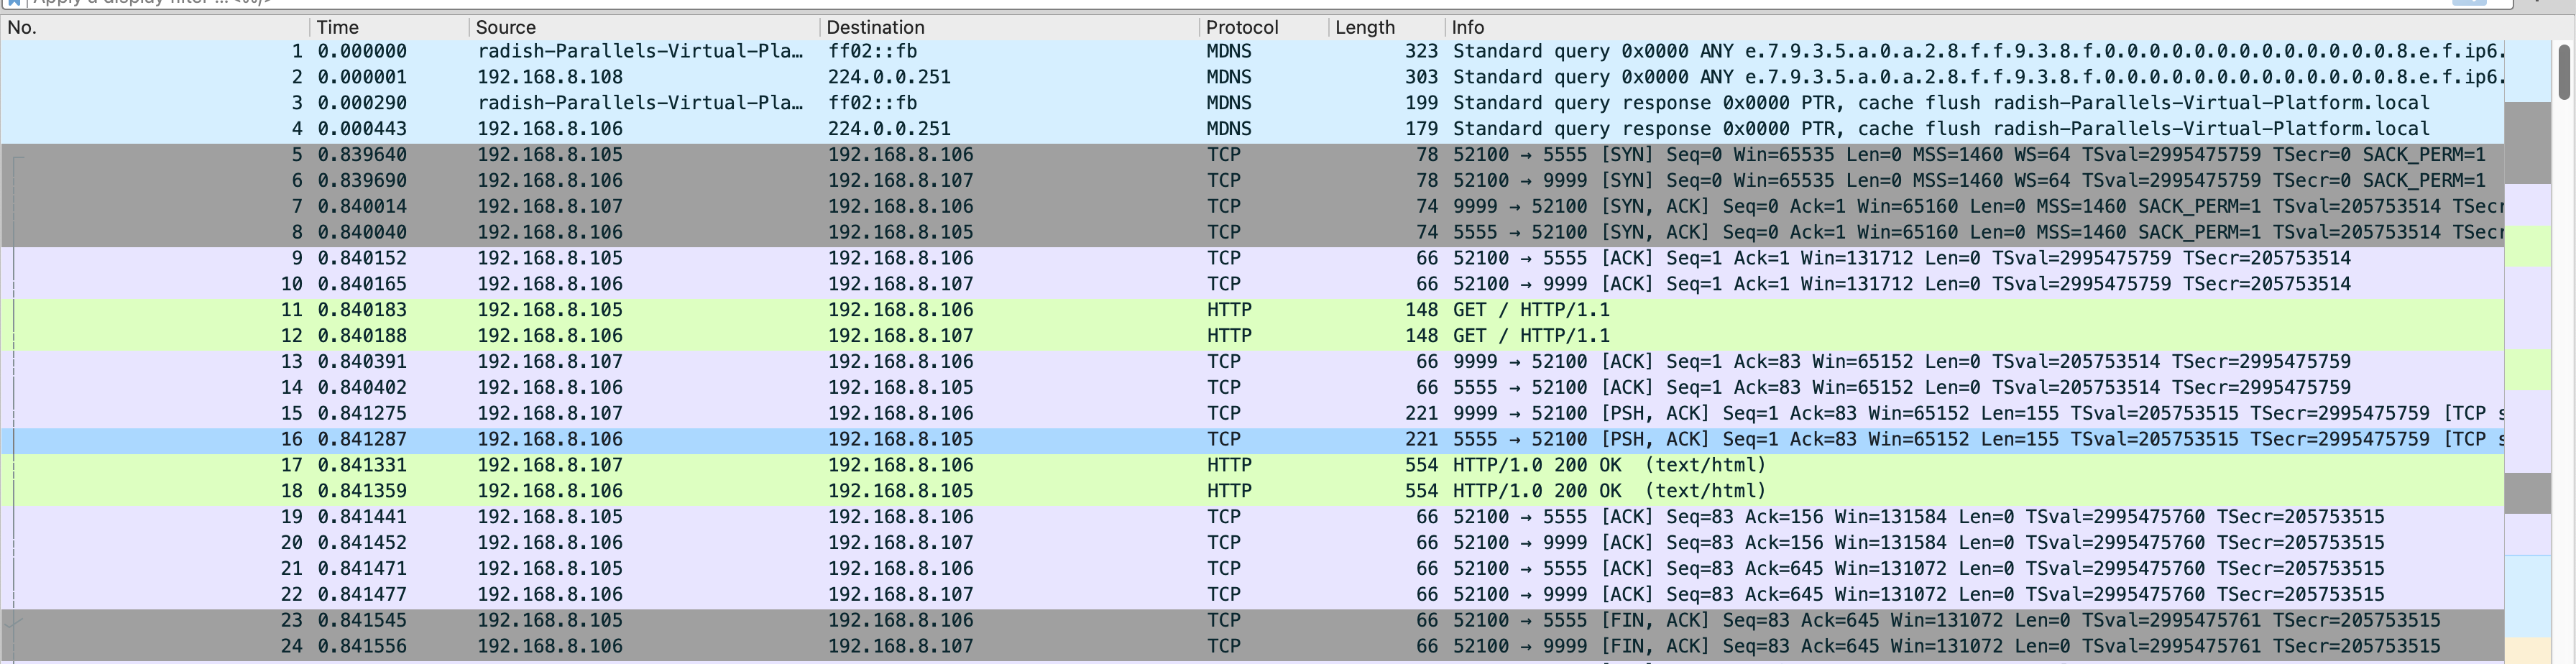 Apply a display filter
No. Time Source Destination Protocol Length Info
1 0.000000 radish-Parallels-Virtual-Pla… ff02::fb MDNS 323 Standard query 0x0000 ANY e.7.9.3.5.a.0.a.2.8.f.f.9.3.8.f.0.0.0.0.0.0.0.0.0.0.0.0.0.8.e.f.ip6.
2 0.000001 192.168.8.108 224.0.0.251 MDNS 303 Standard query 0x0000 ANY e.7.9.3.5.a.0.a.2.8.f.f.9.3.8.f.0.0.0.0.0.0.0.0.0.0.0.0.0.8.e.f.ip6.
3 0.000290 radish-Parallels-Virtual-Pla… ff02::fb MDNS 199 Standard query response 0x0000 PTR, cache flush radish-Parallels-Virtual-Platform.local
4 0.000443 192.168.8.106 224.0.0.251 MDNS 179 Standard query response 0x0000 PTR, cache flush radish-Parallels-Virtual-Platform.local
5 0.839640 192.168.8.105 192.168.8.106 TCP 78 52100 → 5555 [SYN] Seq=0 Win=65535 Len=0 MSS=1460 WS=64 TSval=2995475759 TSecr=0 SACK_PERM=1
6 0.839690 192.168.8.106 192.168.8.107 TCP 78 52100 → 9999 [SYN] Seq=0 Win=65535 Len=0 MSS=1460 WS=64 TSval=2995475759 TSecr=0 SACK_PERM=1
7 0.840014 192.168.8.107 192.168.8.106 TCP 74 9999 → 52100 [SYN, ACK] Seq=0 Ack=1 Win=65160 Len=0 MSS=1460 SACK_PERM=1 TSval=205753514 TSec
8 0.840040 192.168.8.106 192.168.8.105 TCP 74 5555 → 52100 [SYN, ACK] Seq=0 Ack=1 Win=65160 Len=0 MSS=1460 SACK_PERM=1 TSval=205753514 TSec
9 0.840152 192.168.8.105 192.168.8.106 TCP 66 52100 → 5555 [ACK] Seq=1 Ack=1 Win=131712 Len=0 TSval=2995475759 TSecr=205753514
10 0.840165 192.168.8.106 192.168.8.107 TCP 66 52100 → 9999 [ACK] Seq=1 Ack=1 Win=131712 Len=0 TSval=2995475759 TSecr=205753514
11 0.840183 192.168.8.105 192.168.8.106 HTTP 148 GET / HTTP/1.1
12 0.840188 192.168.8.106 192.168.8.107 HTTP 148 GET / HTTP/1.1
13 0.840391 192.168.8.107 192.168.8.106 TCP 66 9999 → 52100 [ACK] Seq=1 Ack=83 Win=65152 Len=0 TSval=205753514 TSecr=2995475759
14 0.840402 192.168.8.106 192.168.8.105 TCP 66 5555 → 52100 [ACK] Seq=1 Ack=83 Win=65152 Len=0 TSval=205753514 TSecr=2995475759
15 0.841275 192.168.8.107 192.168.8.106 TCP 221 9999 → 52100 [PSH, ACK] Seq=1 Ack=83 Win=65152 Len=155 TSval=205753515 TSecr=2995475759 [TCP s
16 0.841287 192.168.8.106 192.168.8.105 TCP 221 5555 → 52100 [PSH, ACK] Seq=1 Ack=83 Win=65152 Len=155 TSval=205753515 TSecr=2995475759 [TCP s
17 0.841331 192.168.8.107 192.168.8.106 HTTP 554 HTTP/1.0 200 OK (text/html)
18 0.841359 192.168.8.106 192.168.8.105 HTTP 554 HTTP/1.0 200 OK (text/html)
19 0.841441 192.168.8.105 192.168.8.106 TCP 66 52100 → 5555 [ACK] Seq=83 Ack=156 Win=131584 Len=0 TSval=2995475760 TSecr=205753515
20 0.841452 192.168.8.106 192.168.8.107 TCP 66 52100 → 9999 [ACK] Seq=83 Ack=156 Win=131584 Len=0 TSval=2995475760 TSecr=205753515
21 0.841471 192.168.8.105 192.168.8.106 TCP 66 52100 → 5555 [ACK] Seq=83 Ack=645 Win=131072 Len=0 TSval=2995475760 TSecr=205753515
22 0.841477 192.168.8.106 192.168.8.107 TCP 66 52100 → 9999 [ACK] Seq=83 Ack=645 Win=131072 Len=0 TSval=2995475760 TSecr=205753515
23 0.841545 192.168.8.105 192.168.8.106 TCP 66 52100 → 5555 [FIN, ACK] Seq=83 Ack=645 Win=131072 Len=0 TSval=2995475761 TSecr=205753515
24 0.841556 192.168.8.106 192.168.8.107 TCP 66 52100 → 9999 [FIN, ACK] Seq=83 Ack=645 Win=131072 Len=0 TSval=2995475761 TSecr=205753515